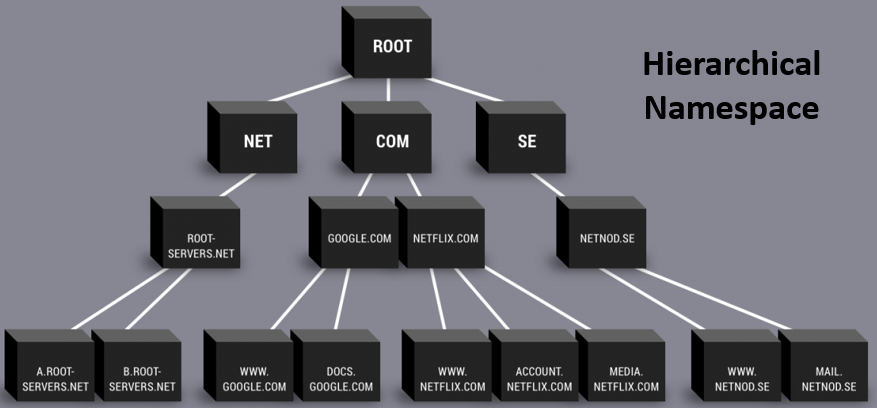 ROOT
Hierarchical
Namespace
NET
COM
SE
ROOT-
SERVERS.NET
GOOGLE.COM
NETFLIX.COM
NETNOD.SE
A.ROOT-
SERVERS.NET
B.ROOT-
SERVERS.NET
WWW.
GOOGLE.COM
DOCS.
GOOGLE.COM
WWW.
NETFLIX.COM
ACCOUNT.
NETFLIX.COM
MEDIA.
NETFLIX.COM
WWW.
NETNOD.SE
MAIL.
NETNOD.SE